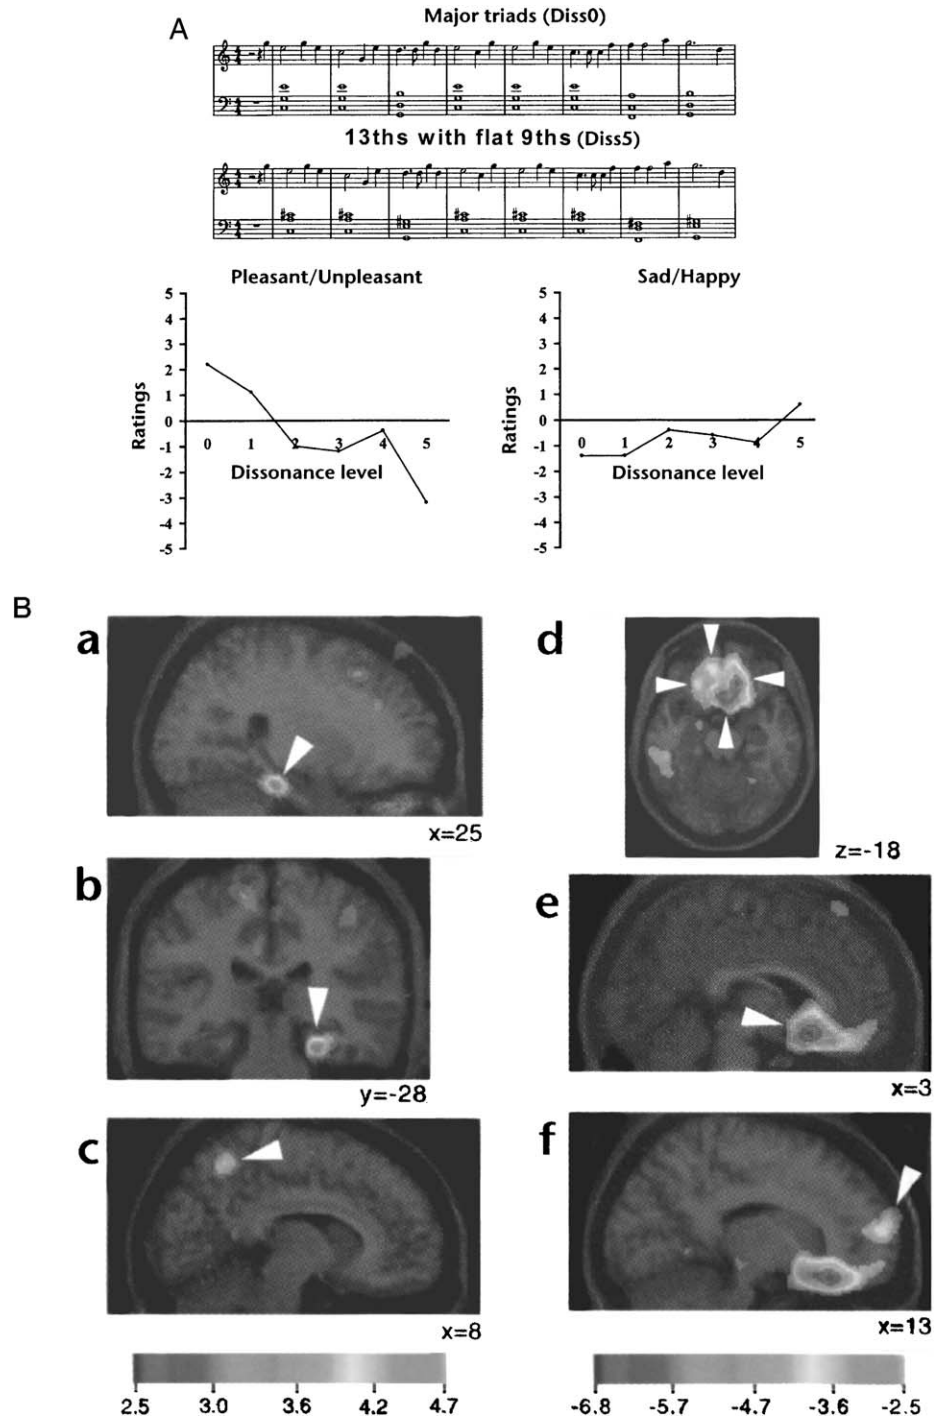 A
Major triads (Diss0)
13ths with flat 9ths (Diss5)
Pleasant/Unpleasant
5
4
3
2
1
0
-1
-2
-3
-4
-5
Ratings
0 1 2 3 4 5
Dissonance level
Sad/Happy
5
4
3
2
1
0
-1
-2
-3
-4
-5
Ratings
0 1 2 3 4 5
Dissonance level
B
a
x=25
b
y=-28
c
x=8
2.5 3.0 3.6 4.2 4.7
d
z=-18
e
x=3
f
x=13
-6.8 -5.7 -4.7 -3.6 -2.5